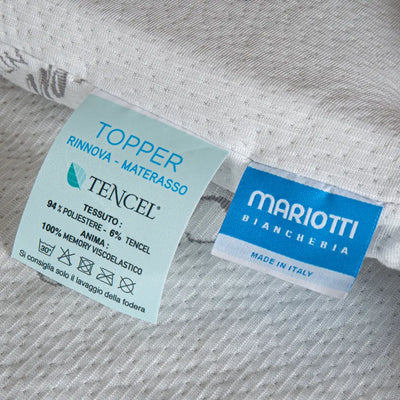 TOPPER
RINNOVA - MATERASSO
TENCEL™
TESSUTO :
94% POLIESTERE - 6% TENCEL
ANIMA :
100% MEMORY VISCOELASTICO
30°
Si consiglia solo il lavaggio della fodera
MARIOTTI
BIANCHERIA
MADE IN ITALY